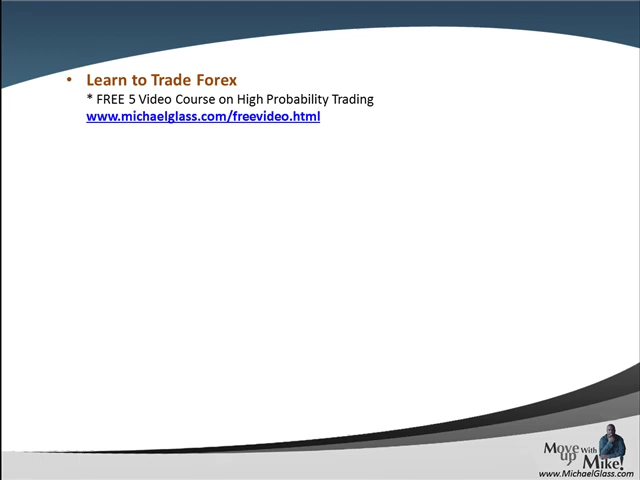 • Learn to Trade Forex
* FREE 5 Video Course on High Probability Trading
www.michaelglass.com/freevideo.html
Move up With Mike!
www.MichaelGlass.com